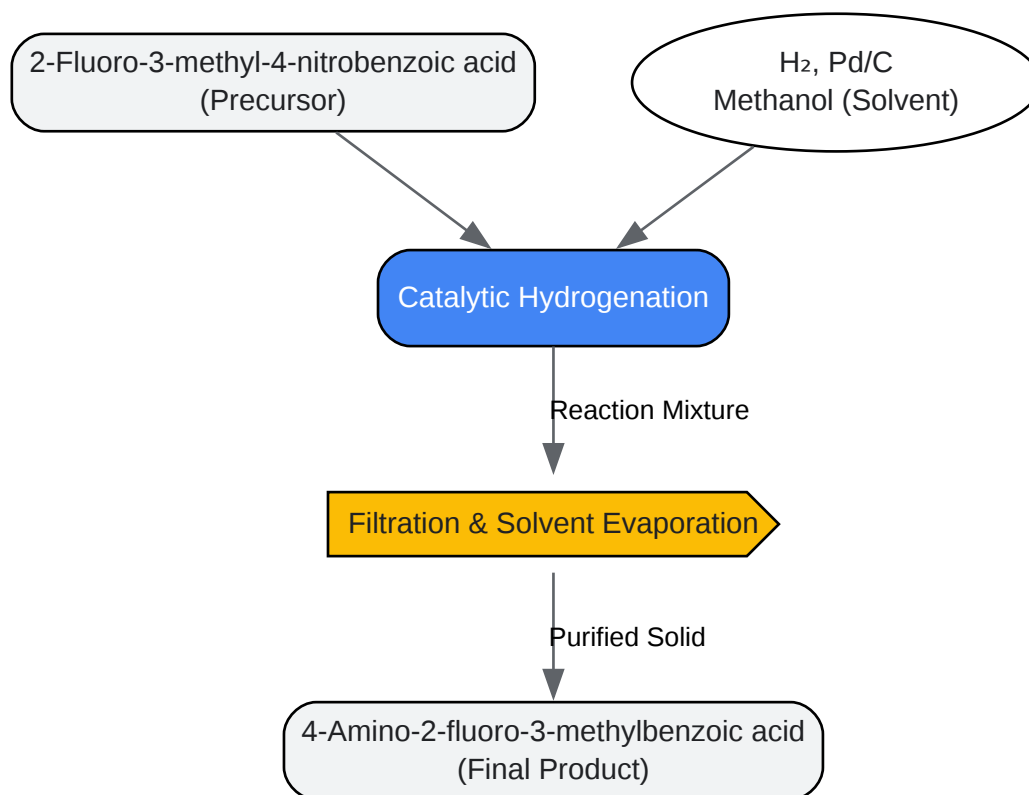 2-Fluoro-3-methyl-4-nitrobenzoic acid
(Precursor)
H₂, Pd/C
Methanol (Solvent)
Catalytic Hydrogenation
Reaction Mixture
Filtration & Solvent Evaporation
Purified Solid
4-Amino-2-fluoro-3-methylbenzoic acid
(Final Product)